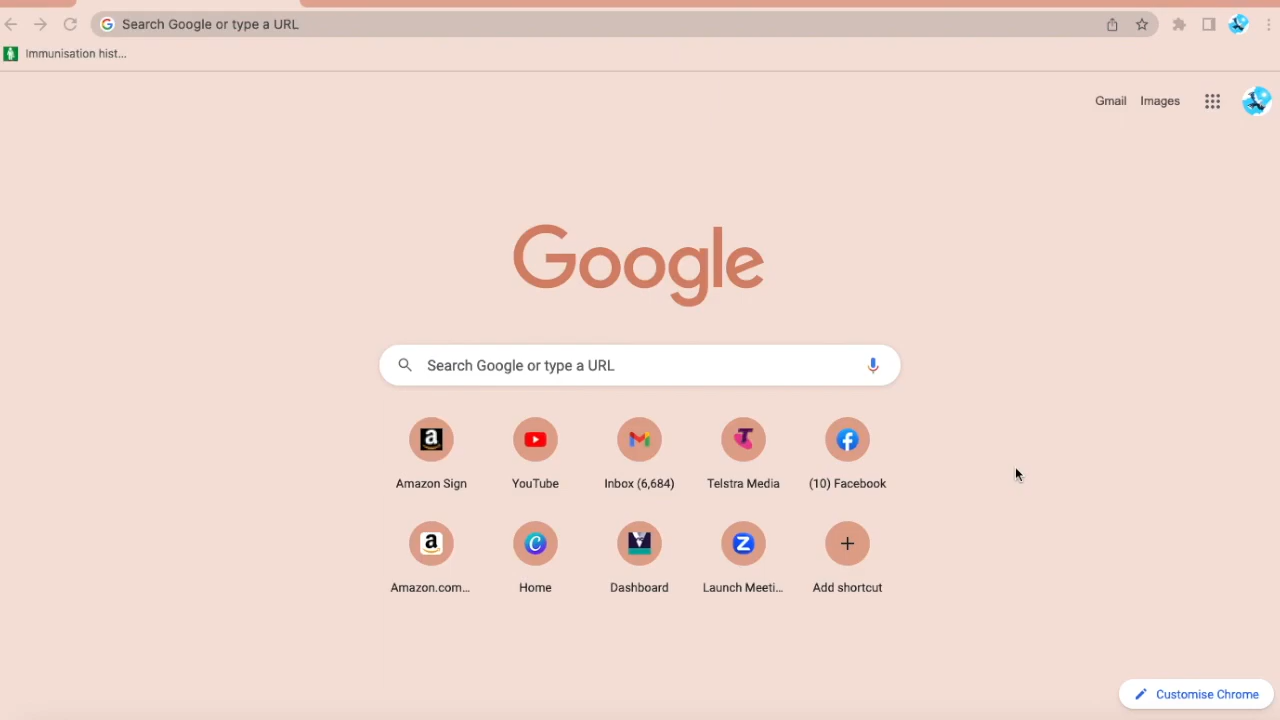 Search Google or type a URL
Immunisation hist...
Gmail Images
Google
Search Google or type a URL
Amazon Sign YouTube Inbox (6,684) Telstra Media (10) Facebook
Amazon.com... Home Dashboard Launch Meeti... Add shortcut
Customise Chrome